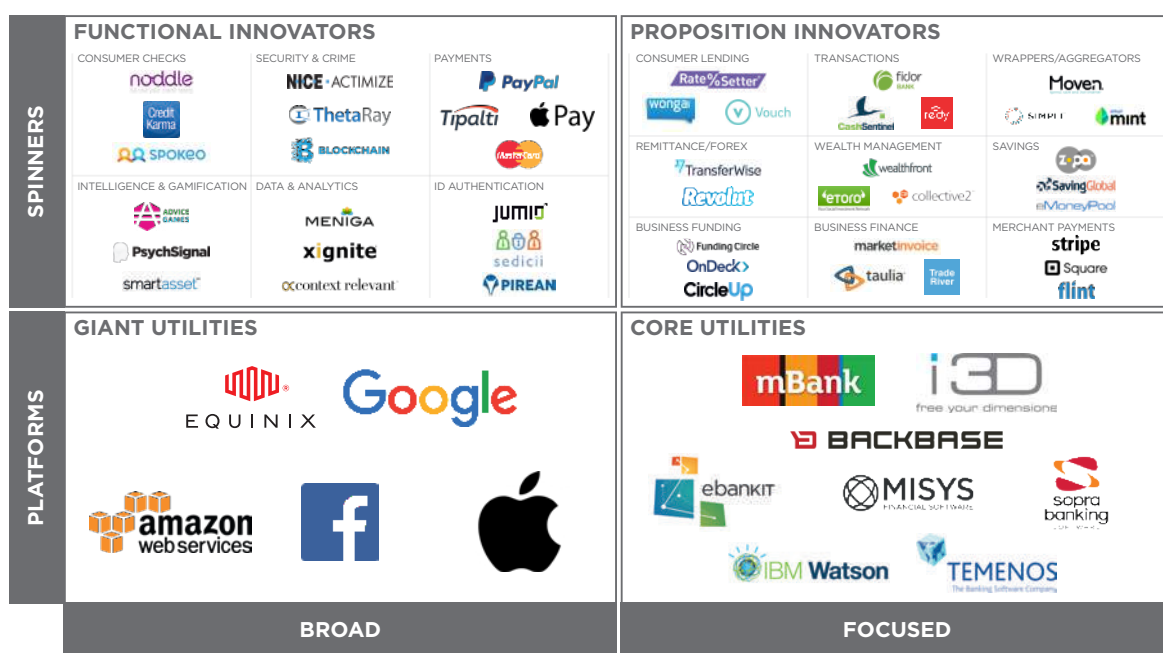 SPINNERS
FUNCTIONAL INNOVATORS
CONSUMER CHECKS
noddle
Credit
Karma
SPOKEO
SECURITY & CRIME
NICE · ACTIMIZE
ThetaRay
BLOCKCHAIN
PAYMENTS
PayPal
Tipalti
Pay
MasterCard
INTELLIGENCE & GAMIFICATION
ADVICE
GAMES
PsychSignal
smartasset
DATA & ANALYTICS
MENIGA
xignite
context relevant
ID AUTHENTICATION
JUMIO
sedicii
PIREAN
PROPOSITION INNOVATORS
CONSUMER LENDING
Rate%Setter
wonga
Vouch
TRANSACTIONS
fidor
BANK
CashSentinel
ready
WRAPPERS/AGGREGATORS
Moven
SIMPLE
mint
REMITTANCE/FOREX
TransferWise
Revolut
WEALTH MANAGEMENT
wealthfront
eToro
collective2
SAVINGS
ZOPA
SavingGlobal
eMoneyPool
BUSINESS FUNDING
Funding Circle
OnDeck>
CircleUp
BUSINESS FINANCE
marketinvoice
taulia
Trade
River
MERCHANT PAYMENTS
stripe
Square
flint
PLATFORMS
GIANT UTILITIES
EQUINIX
Google
amazon
webservices
f
CORE UTILITIES
mBank
i3D
free your dimensions
BACKBASE
ebankIT
MISYS
FINANCIAL SOFTWARE
sopra
banking
SOFTWARE
IBM Watson
TEMENOS
The Banking Software Company
BROAD
FOCUSED